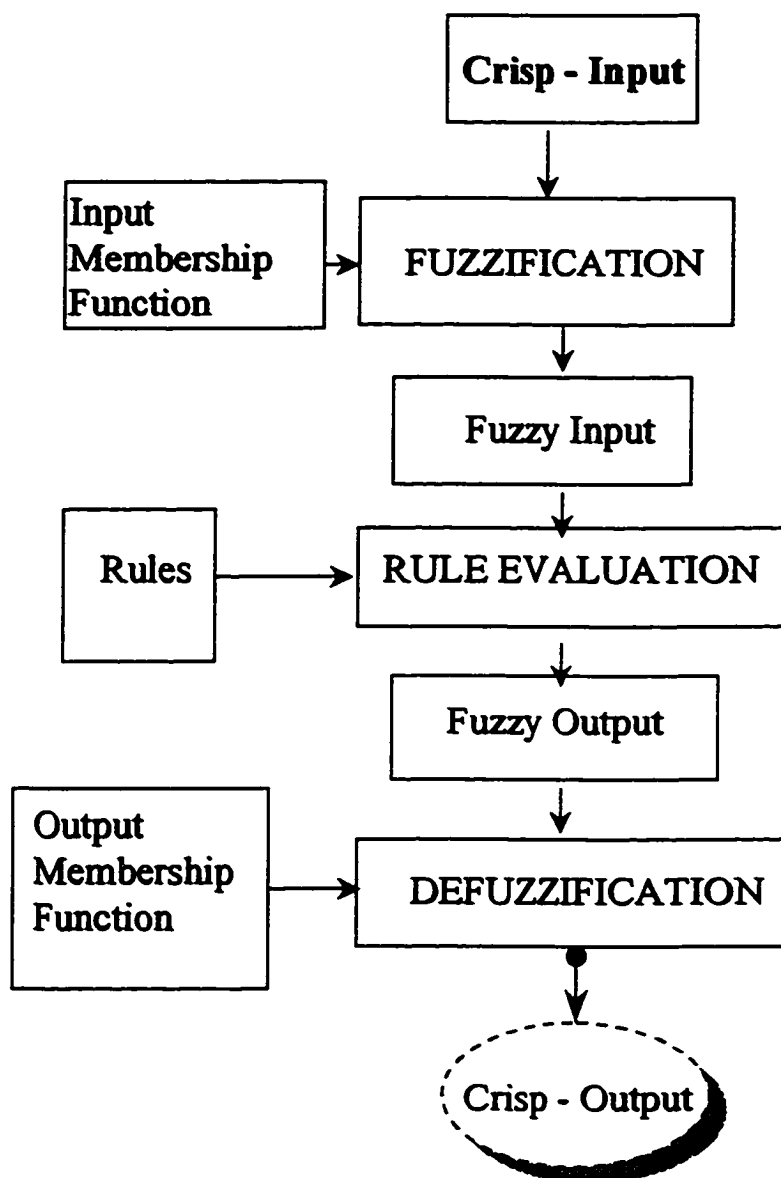 Crisp - Input
Input
Membership
Function
FUZZIFICATION
Fuzzy Input
Rules
RULE EVALUATION
Fuzzy Output
Output
Membership
Function
DEFUZZIFICATION
Crisp - Output